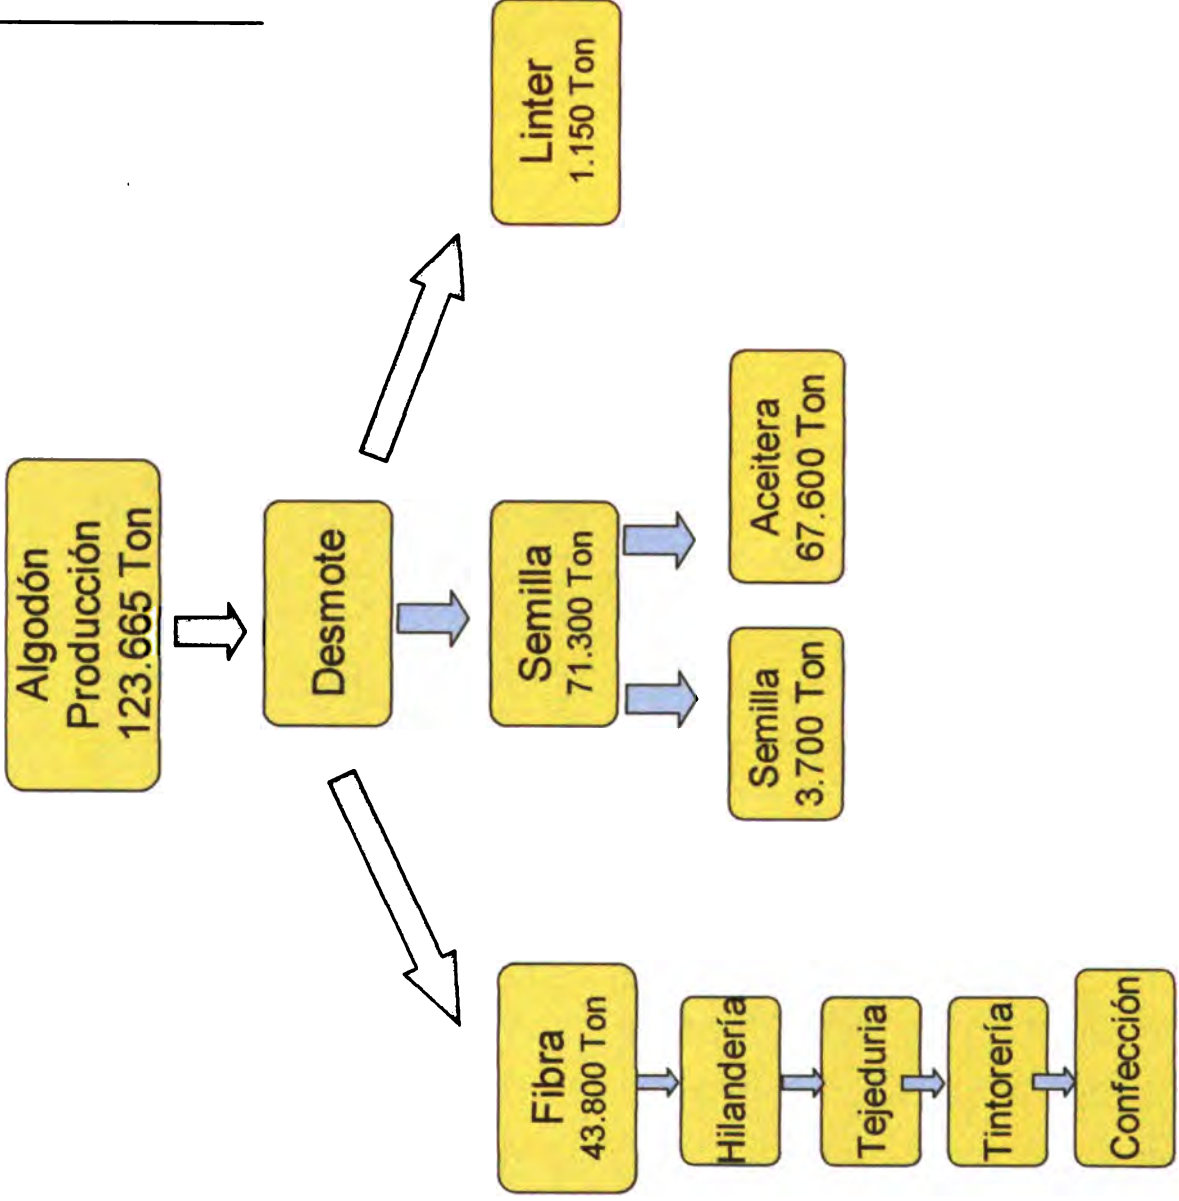 Algodón
Producción
123.665 Ton
Desmote
Fibra
43.800 Ton
Semilla
71.300 Ton
Linter
1.150 Ton
Hilandería
Tejeduria
Tintorería
Confección
Semilla
3.700 Ton
Aceitera
67.600 Ton